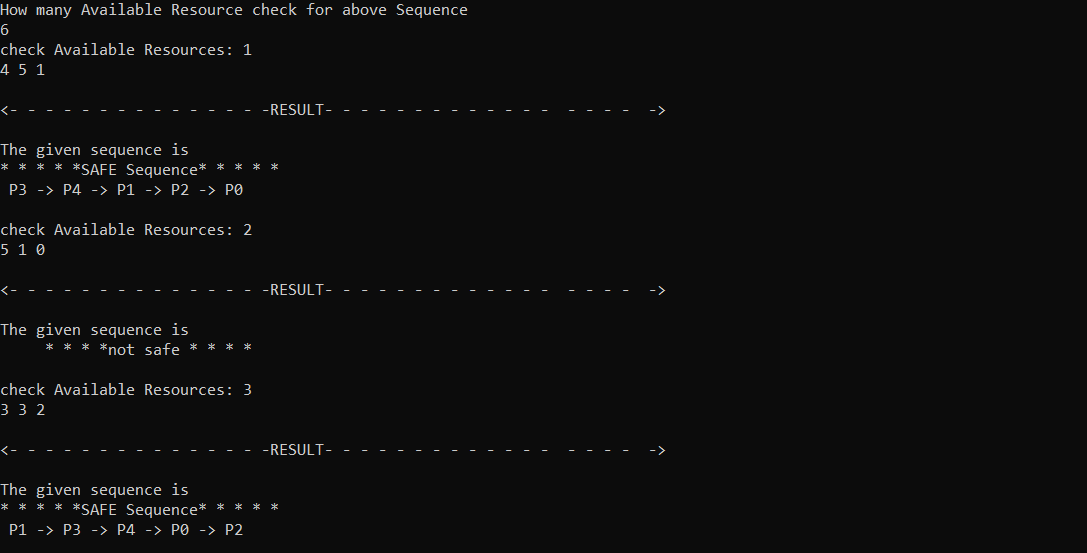 How many Available Resource check for above Sequence
6
check Available Resources: 1
4 5 1
<- - - - - - - - - - - - - - -RESULT- - - - - - - - - - - - -  - - - -  ->
The given sequence is
* * * * *SAFE Sequence* * * * *
P3 -> P4 -> P1 -> P2 -> P0
check Available Resources: 2
5 1 0
<- - - - - - - - - - - - - - -RESULT- - - - - - - - - - - - -  - - - -  ->
The given sequence is
* * * *not safe * * * *
check Available Resources: 3
3 3 2
<- - - - - - - - - - - - - - -RESULT- - - - - - - - - - - - -  - - - -  ->
The given sequence is
* * * * *SAFE Sequence* * * * *
P1 -> P3 -> P4 -> P0 -> P2